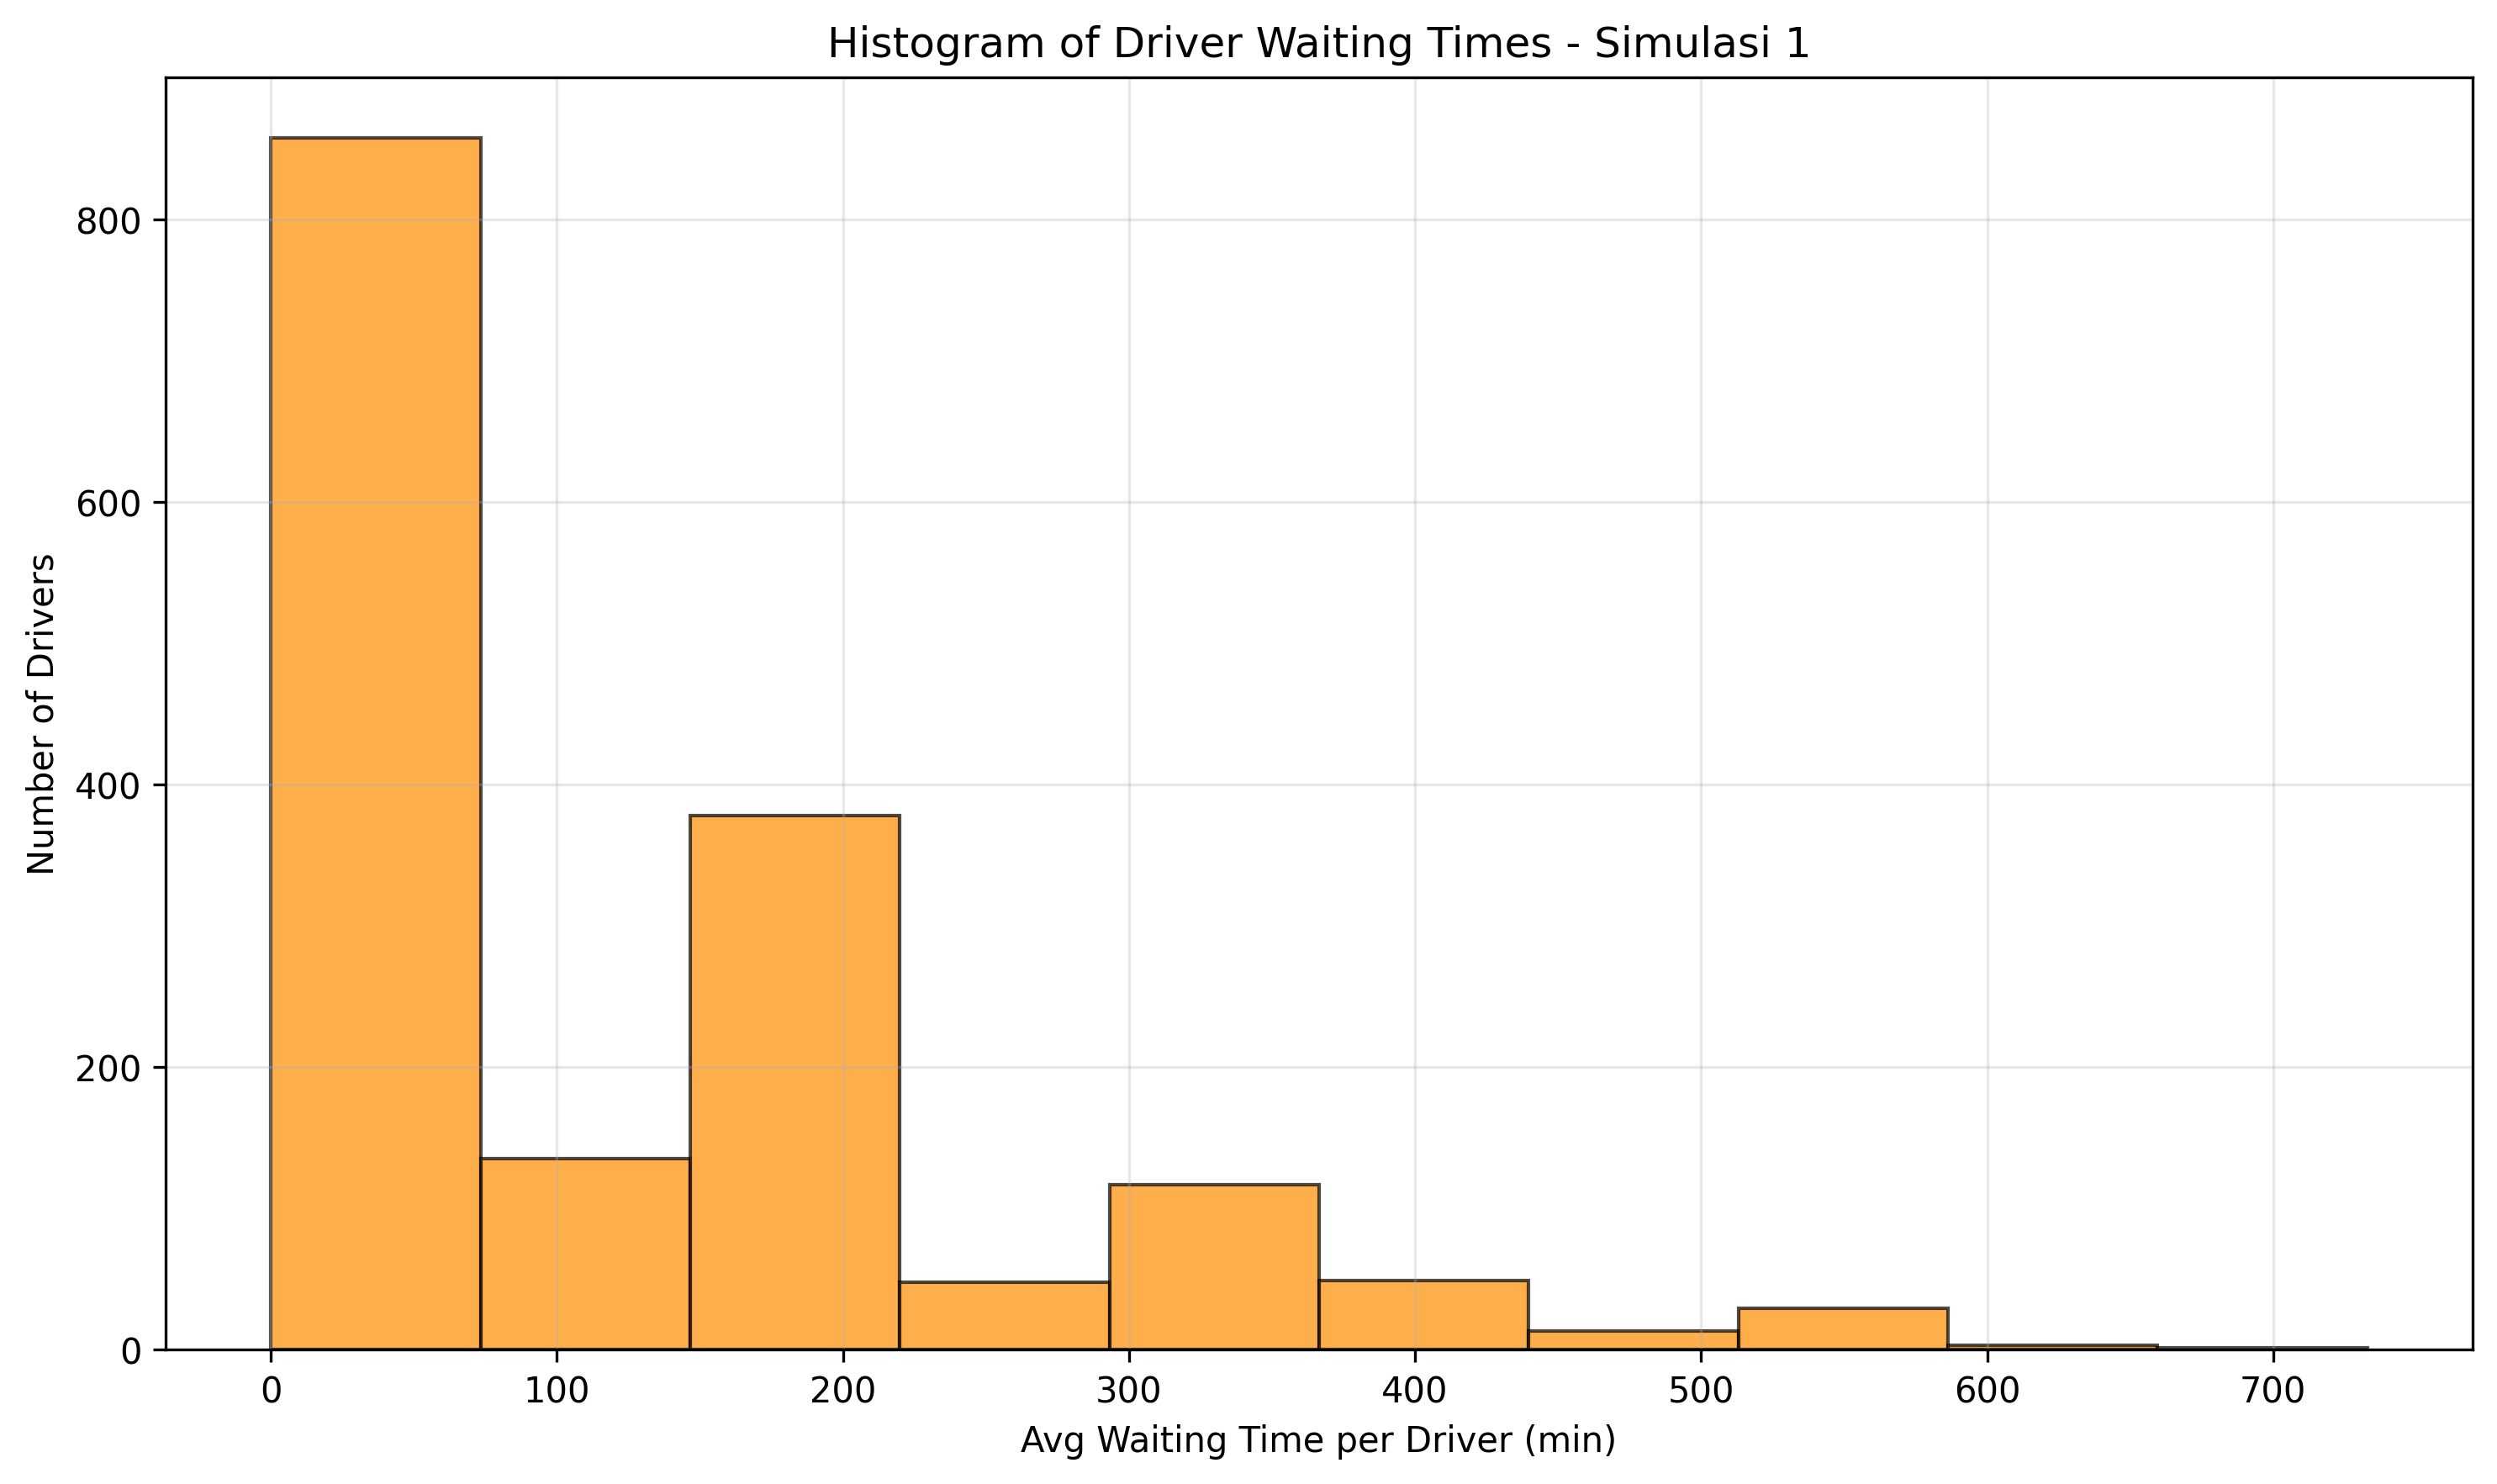 Histogram of Driver Waiting Times - Simulasi 1
Number of Drivers
800
600
400
200
0
0 100 200 300 400 500 600 700
Avg Waiting Time per Driver (min)